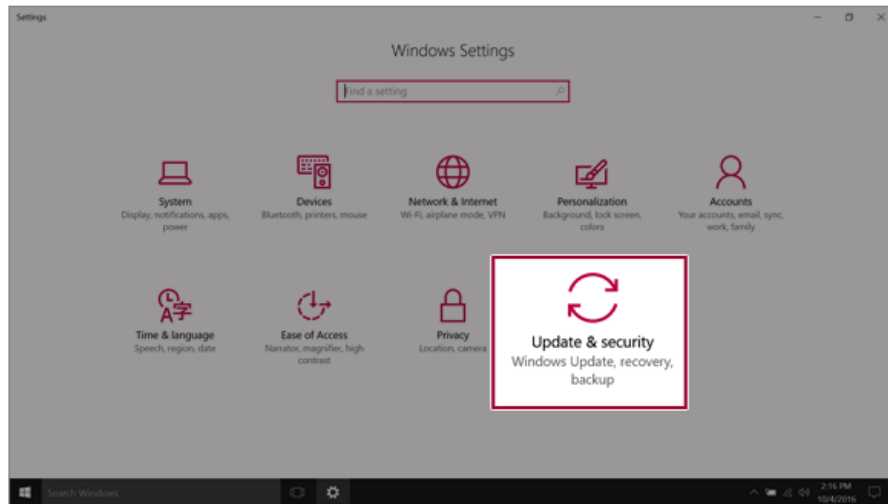 Settings
Windows Settings
Find a setting
System
Display, notifications, apps,
power
Devices
Bluetooth, printers, mouse
Network & Internet
Wi-Fi, airplane mode, VPN
Personalization
Background, lock screen,
colors
Accounts
Your accounts, email, sync,
work, family
Time & language
Speech, region, date
Ease of Access
Narrator, magnifier, high
contrast
Privacy
Location, camera
Update & security
Windows Update, recovery,
backup
Search Windows
2:16 PM
10/4/2016